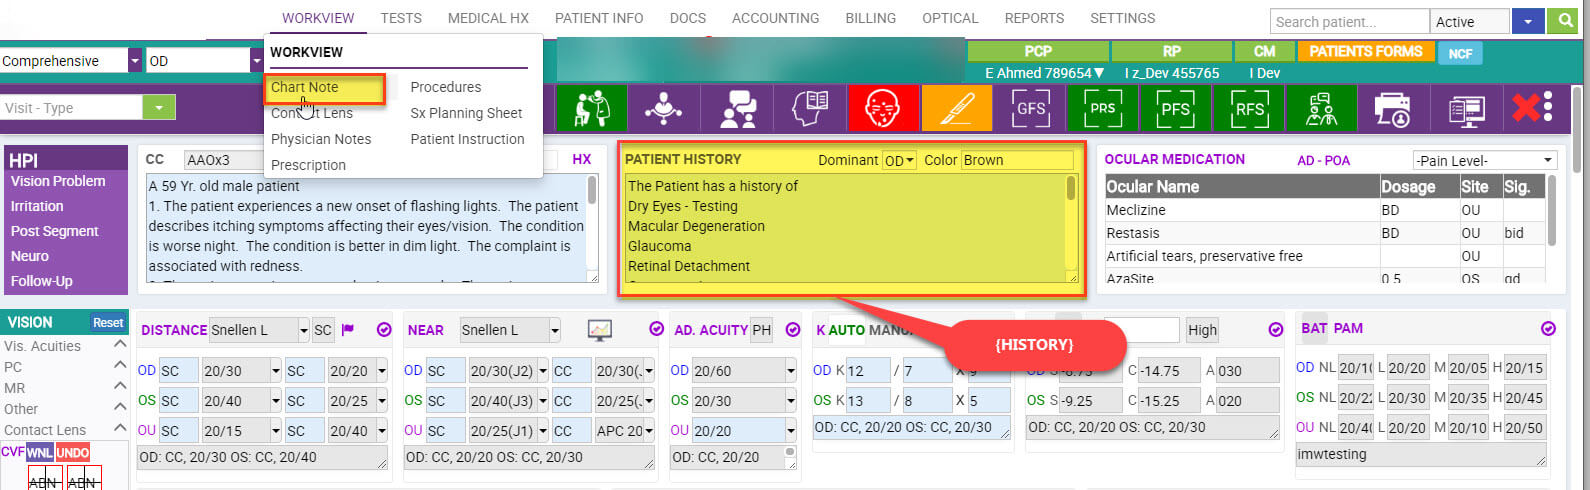 WORKVIEW TESTS MEDICAL HX PATIENT INFO DOCS ACCOUNTING BILLING OPTICAL REPORTS SETTINGS
Search patient... Active
WORKVIEW
Chart Note Procedures
Contact Lens Sx Planning Sheet
Physician Notes Patient Instruction
Prescription
Comprehensive OD
PCP RP CM PATIENTS FORMS NCF
E Ahmed 789654▼ I z_Dev 455765 I Dev
Visit - Type
GFS PRS PFS RFS
HPI
Vision Problem
Irritation
Post Segment
Neuro
Follow-Up
CC AAOx3 HX
A 59 Yr. old male patient
1. The patient experiences a new onset of flashing lights. The patient
describes itching symptoms affecting their eyes/vision. The condition
is worse night. The condition is better in dim light. The complaint is
associated with redness.
PATIENT HISTORY Dominant OD Color Brown
The Patient has a history of
Dry Eyes - Testing
Macular Degeneration
Glaucoma
Retinal Detachment
{HISTORY}
OCULAR MEDICATION AD - POA -Pain Level-
Ocular Name Dosage Site Sig.
Meclizine BD OU
Restasis BD OU bid
Artificial tears, preservative free OU
AzaSite 0.5 OS qd
VISION Reset
Vis. Acuities
PC
MR
Other
Contact Lens
CVF WNL UNDO
DISTANCE Snellen L SC
OD SC 20/30 SC 20/20
OS SC 20/40 SC 20/25
OU SC 20/15 SC 20/40
OD: CC, 20/30 OS: CC, 20/40
NEAR Snellen L
OD SC 20/30(J2) CC 20/30(
OS SC 20/40(J3) CC 20/25(
OU SC 20/25(J1) CC APC 20
OD: CC, 20/20 OS: CC, 20/30
AD. ACUITY PH
OD 20/60
OS 20/30
OU 20/20
OD: CC, 20/20
K AUTO MANU
OD K 12 / 7 X 9
OS K 13 / 8 X 5
OD: CC, 20/20 OS: CC, 20/30
High
OD S -8.75 C -14.75 A 030
OS S -9.25 C -15.25 A 020
OD: CC, 20/20 OS: CC, 20/30
BAT PAM
OD NL 20/10 L 20/20 M 20/05 H 20/15
OS NL 20/2 L 20/30 M 20/35 H 20/45
OU NL 20/4 L 20/20 M 20/10 H 20/50
imwtesting